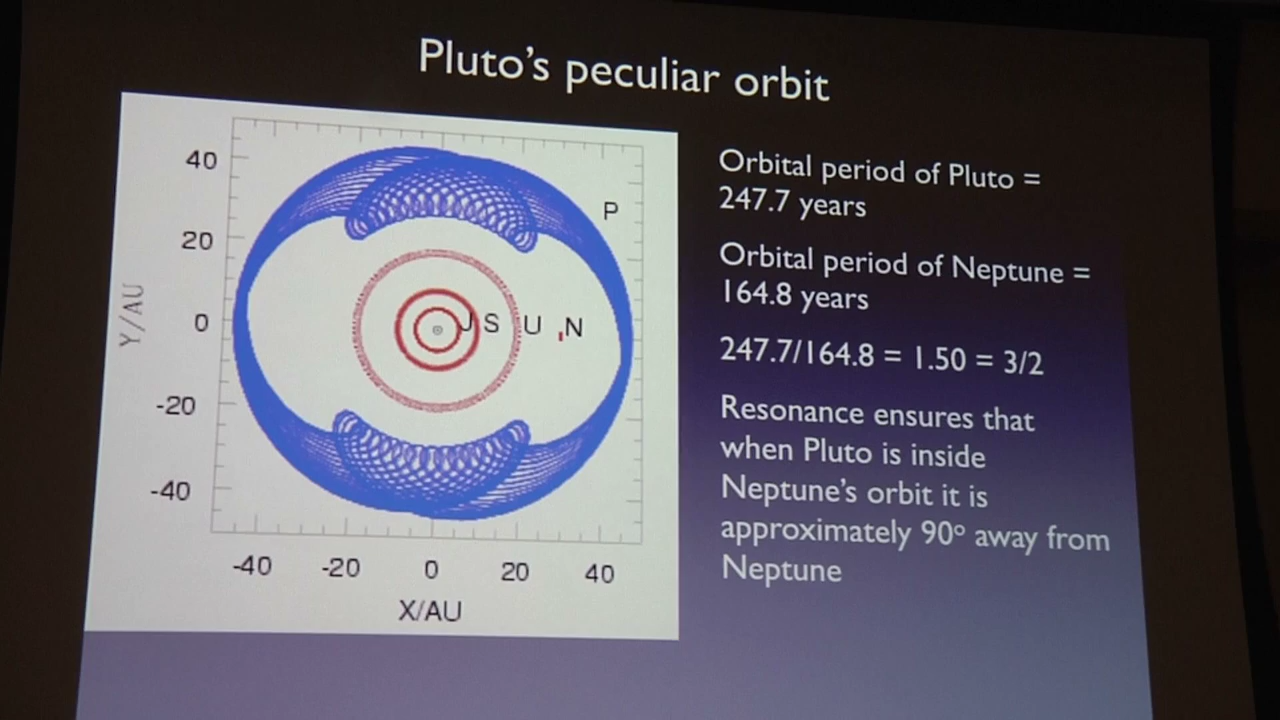 Pluto's peculiar orbit
40
20
0
-20
-40
Y/AU
P
J S U N
-40 -20 0 20 40
X/AU
Orbital period of Pluto =
247.7 years
Orbital period of Neptune =
164.8 years
247.7/164.8 = 1.50 = 3/2
Resonance ensures that
when Pluto is inside
Neptune's orbit it is
approximately 90° away from
Neptune